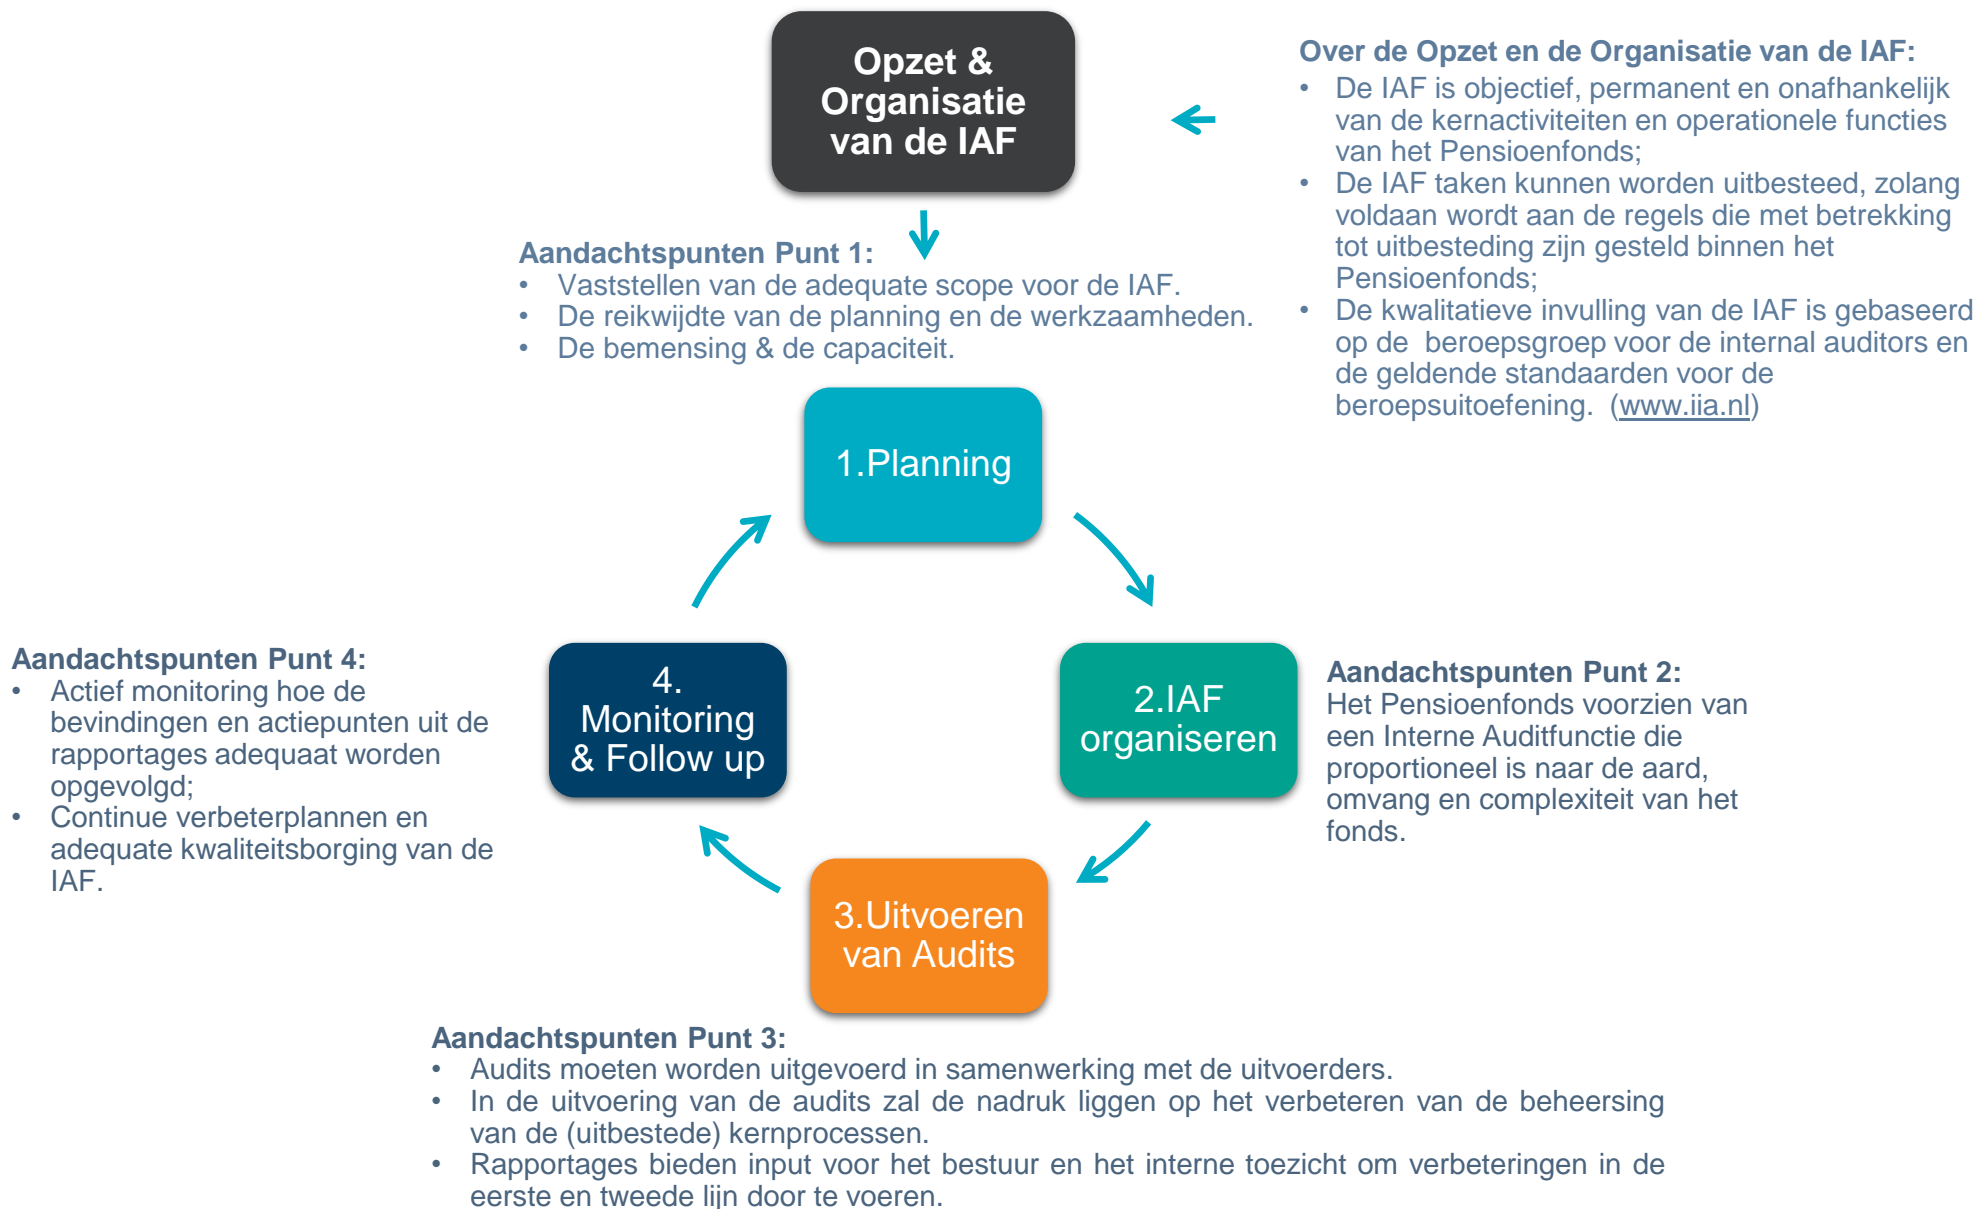 Opzet &
Organisatie
van de IAF
Over de Opzet en de Organisatie van de IAF:
• De IAF is objectief, permanent en onafhankelijk
van de kernactiviteiten en operationele functies
van het Pensioenfonds;
• De IAF taken kunnen worden uitbesteed, zolang
voldaan wordt aan de regels die met betrekking
tot uitbesteding zijn gesteld binnen het
Pensioenfonds;
• De kwalitatieve invulling van de IAF is gebaseerd
op de beroepsgroep voor de internal auditors en
de geldende standaarden voor de
beroepsuitoefening. (www.iia.nl)
Aandachtspunten Punt 1:
• Vaststellen van de adequate scope voor de IAF.
• De reikwijdte van de planning en de werkzaamheden.
• De bemensing & de capaciteit.
1.Planning
2.IAF
organiseren
Aandachtspunten Punt 2:
Het Pensioenfonds voorzien van
een Interne Auditfunctie die
proportioneel is naar de aard,
omvang en complexiteit van het
fonds.
3.Uitvoeren
van Audits
Aandachtspunten Punt 3:
• Audits moeten worden uitgevoerd in samenwerking met de uitvoerders.
• In de uitvoering van de audits zal de nadruk liggen op het verbeteren van de beheersing
van de (uitbestede) kernprocessen.
• Rapportages bieden input voor het bestuur en het interne toezicht om verbeteringen in de
eerste en tweede lijn door te voeren.
4.
Monitoring
& Follow up
Aandachtspunten Punt 4:
• Actief monitoring hoe de
bevindingen en actiepunten uit de
rapportages adequaat worden
opgevolgd;
• Continue verbeterplannen en
adequate kwaliteitsborging van de
IAF.